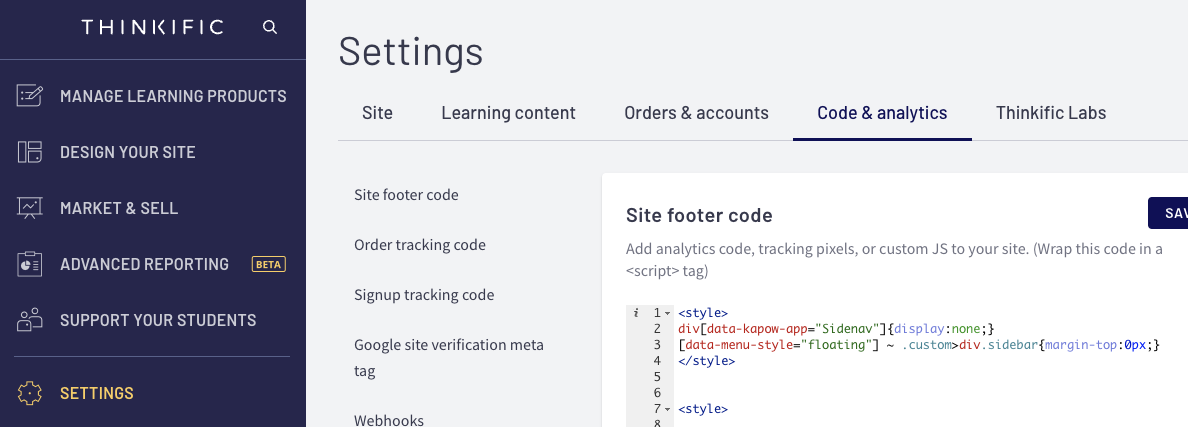 THINKIFIC
MANAGE LEARNING PRODUCTS
DESIGN YOUR SITE
MARKET & SELL
ADVANCED REPORTING BETA
SUPPORT YOUR STUDENTS
SETTINGS
Settings
Site Learning content Orders & accounts Code & analytics Thinkific Labs
Site footer code
Order tracking code
Signup tracking code
Google site verification meta
tag
Webhooks
Site footer code
SAV
Add analytics code, tracking pixels, or custom JS to your site. (Wrap this code in a
<script> tag)
i 1 <style>
2 div[data-kapow-app="Sidenav"]{display:none;}
3 [data-menu-style="floating"] ~ .custom>div.sidebar{margin-top:0px;}
4 </style>
5
6
7 <style>
8